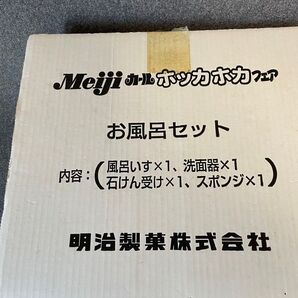 Meiji カール ホッカホカフェア
お風呂セット
内容：（風呂いす×1、洗面器×1
石けん受け×1、スポンジ×1）
明治製菓株式会社